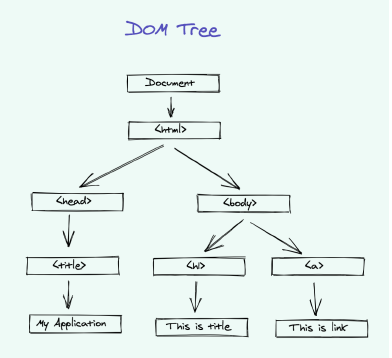 DOM Tree
Document
<html>
<head>
<body>
<title>
<h1>
<a>
My Application
This is title
This is link